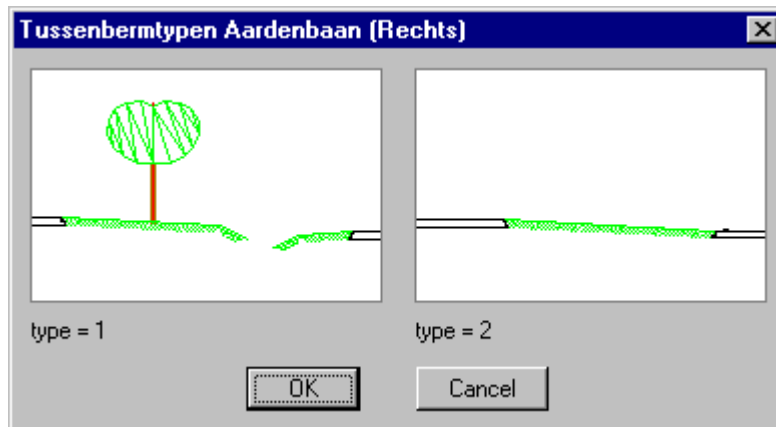 Tussenbermtypen Aardenbaan (Rechts)
type = 1
type = 2
OK
Cancel